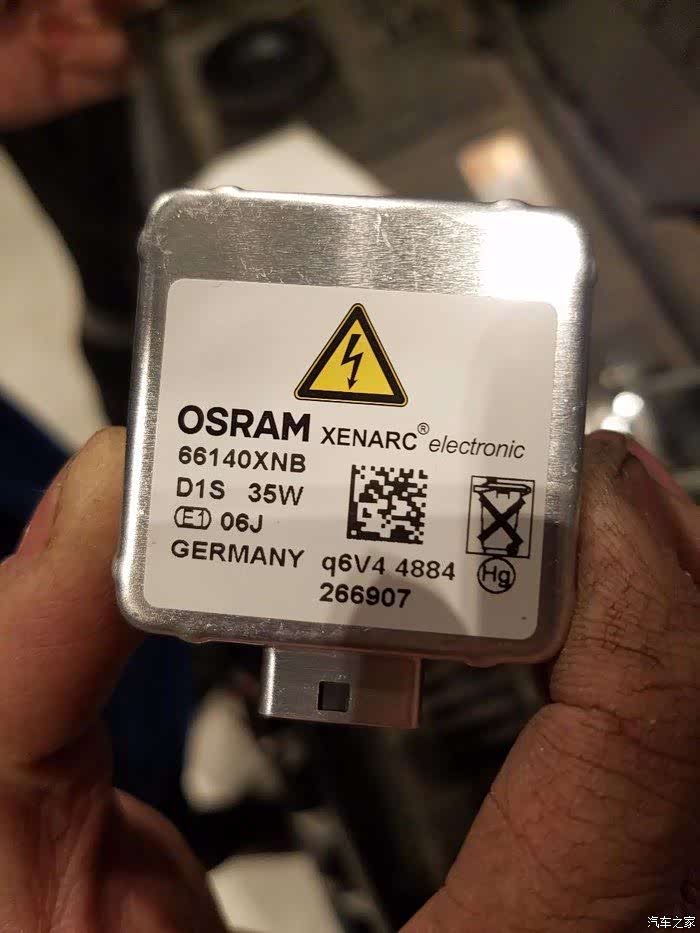 OSRAM XENARC® electronic
66140XNB
D1S 35W
E1 06J
GERMANY q6V4 4884
266907
Hg
汽车之家